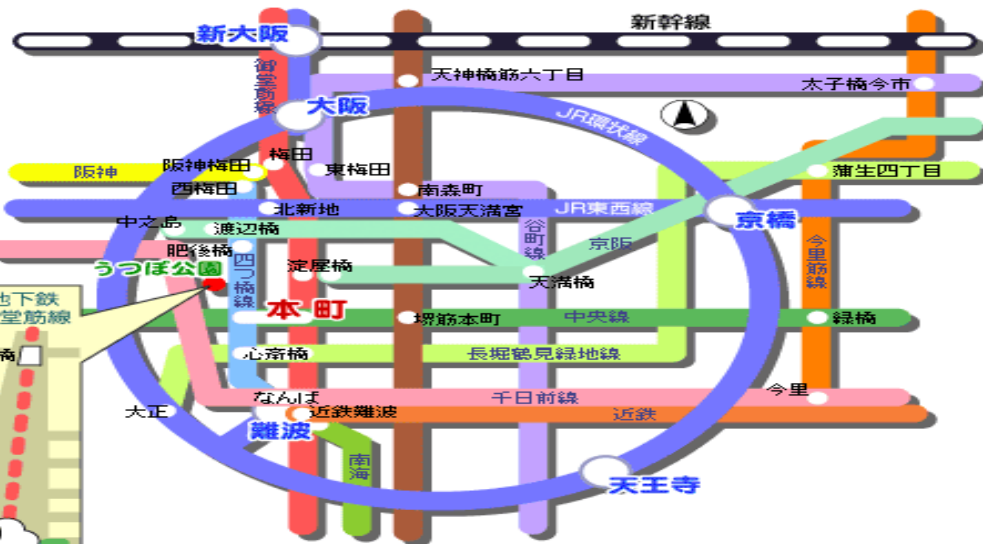 新幹線
新大阪
御堂筋線
天神橋筋六丁目
太子橋今市
大阪
JR環状線
梅田
阪神梅田
阪神
東梅田
蒲生四丁目
西梅田
南森町
北新地
大阪天満宮
JR東西線
京橋
中之島
渡辺橋
谷町線
京阪
今里筋線
肥後橋
四つ橋線
うつぼ公園
淀屋橋
天満橋
地下鉄
堂筋線
本町
堺筋本町
中央線
緑橋
橋
心斎橋
長堀鶴見緑地線
なんば
千日前線
今里
大正
近鉄難波
近鉄
難波
南海
天王寺